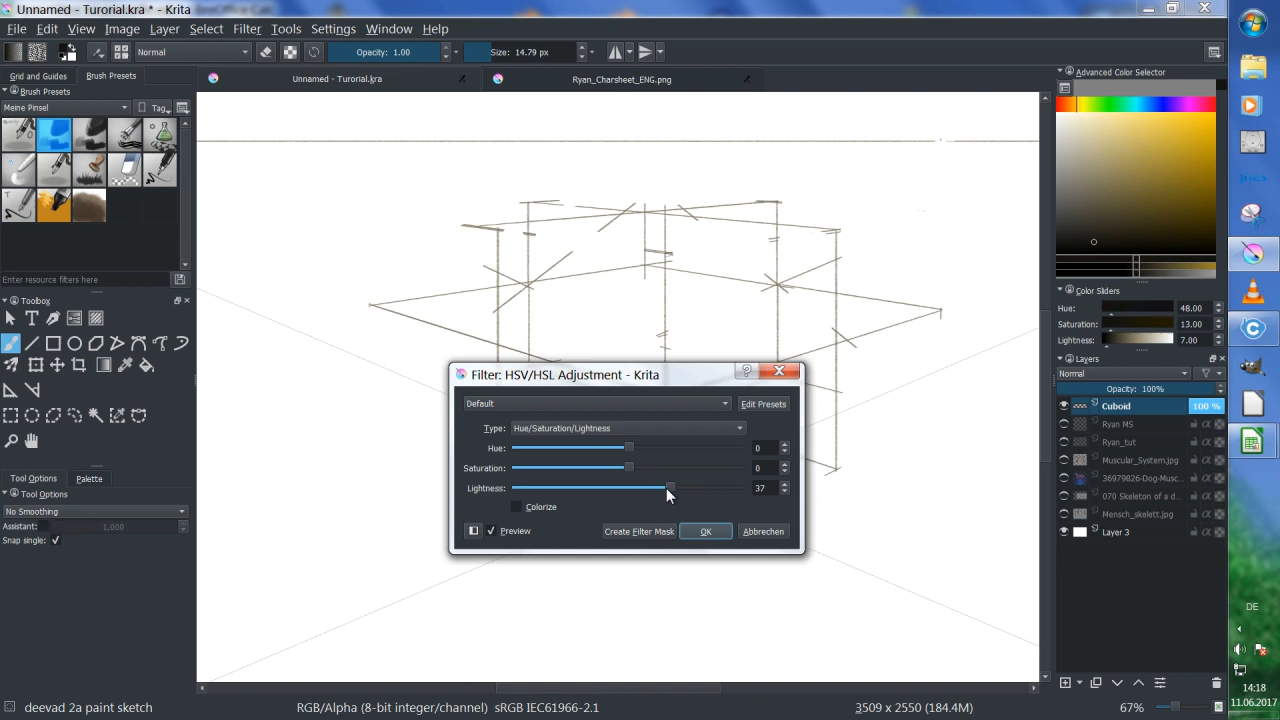 Unnamed - Turorial.kra * - Krita
File Edit View Image Layer Filter Tools Settings Window Help
Normal Opacity: 1.00 Size: 14.79 px
Grid and Guides Brush Presets
Unnamed - Turorial.kra Ryan_Charsheet_ENG.png
Brush Presets
Meine Pinsel Tag
Enter resource filters here
Toolbox
Tool Options Palette
Tool Options
No Smoothing
Assistant: 1,000
Snap single:
Filter: HSV/HSL Adjustment - Krita
Default Edit Presets
Type: Hue/Saturation/Lightness
Hue: 0
Saturation: 0
Lightness: 37
Colorize
Preview Create Filter Mask OK Abbrechen
Advanced Color Selector
Color Sliders
Hue: 48.00
Saturation: 13.00
Lightness: 7.00
Layers
Normal
Opacity: 100%
Cuboid 100 %
Ryan MS
Ryan_tut
Muscular_System.jpg
36979826-Dog-Musc...
070 Skeleton of a d...
Mensch_skelett.jpg
Layer 3
deevad 2a paint sketch RGB/Alpha (8-bit integer/channel) sRGB IEC61966-2.1 3509 x 2550 (184.4M) 67%
DE
14:18
11.06.2017